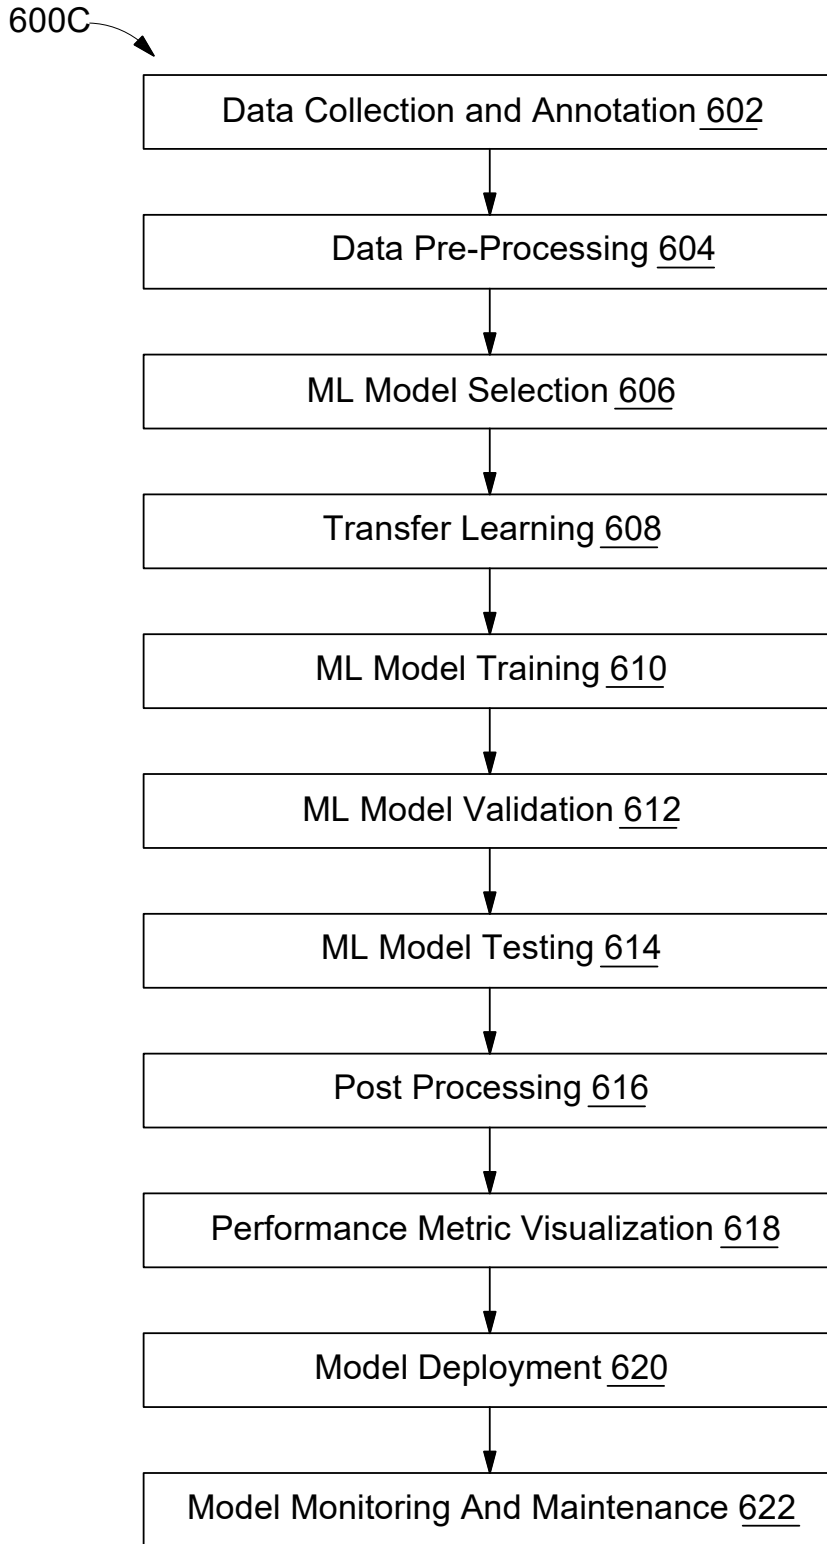 600C
Data Collection and Annotation 602
Data Pre-Processing 604
ML Model Selection 606
Transfer Learning 608
ML Model Training 610
ML Model Validation 612
ML Model Testing 614
Post Processing 616
Performance Metric Visualization 618
Model Deployment 620
Model Monitoring And Maintenance 622